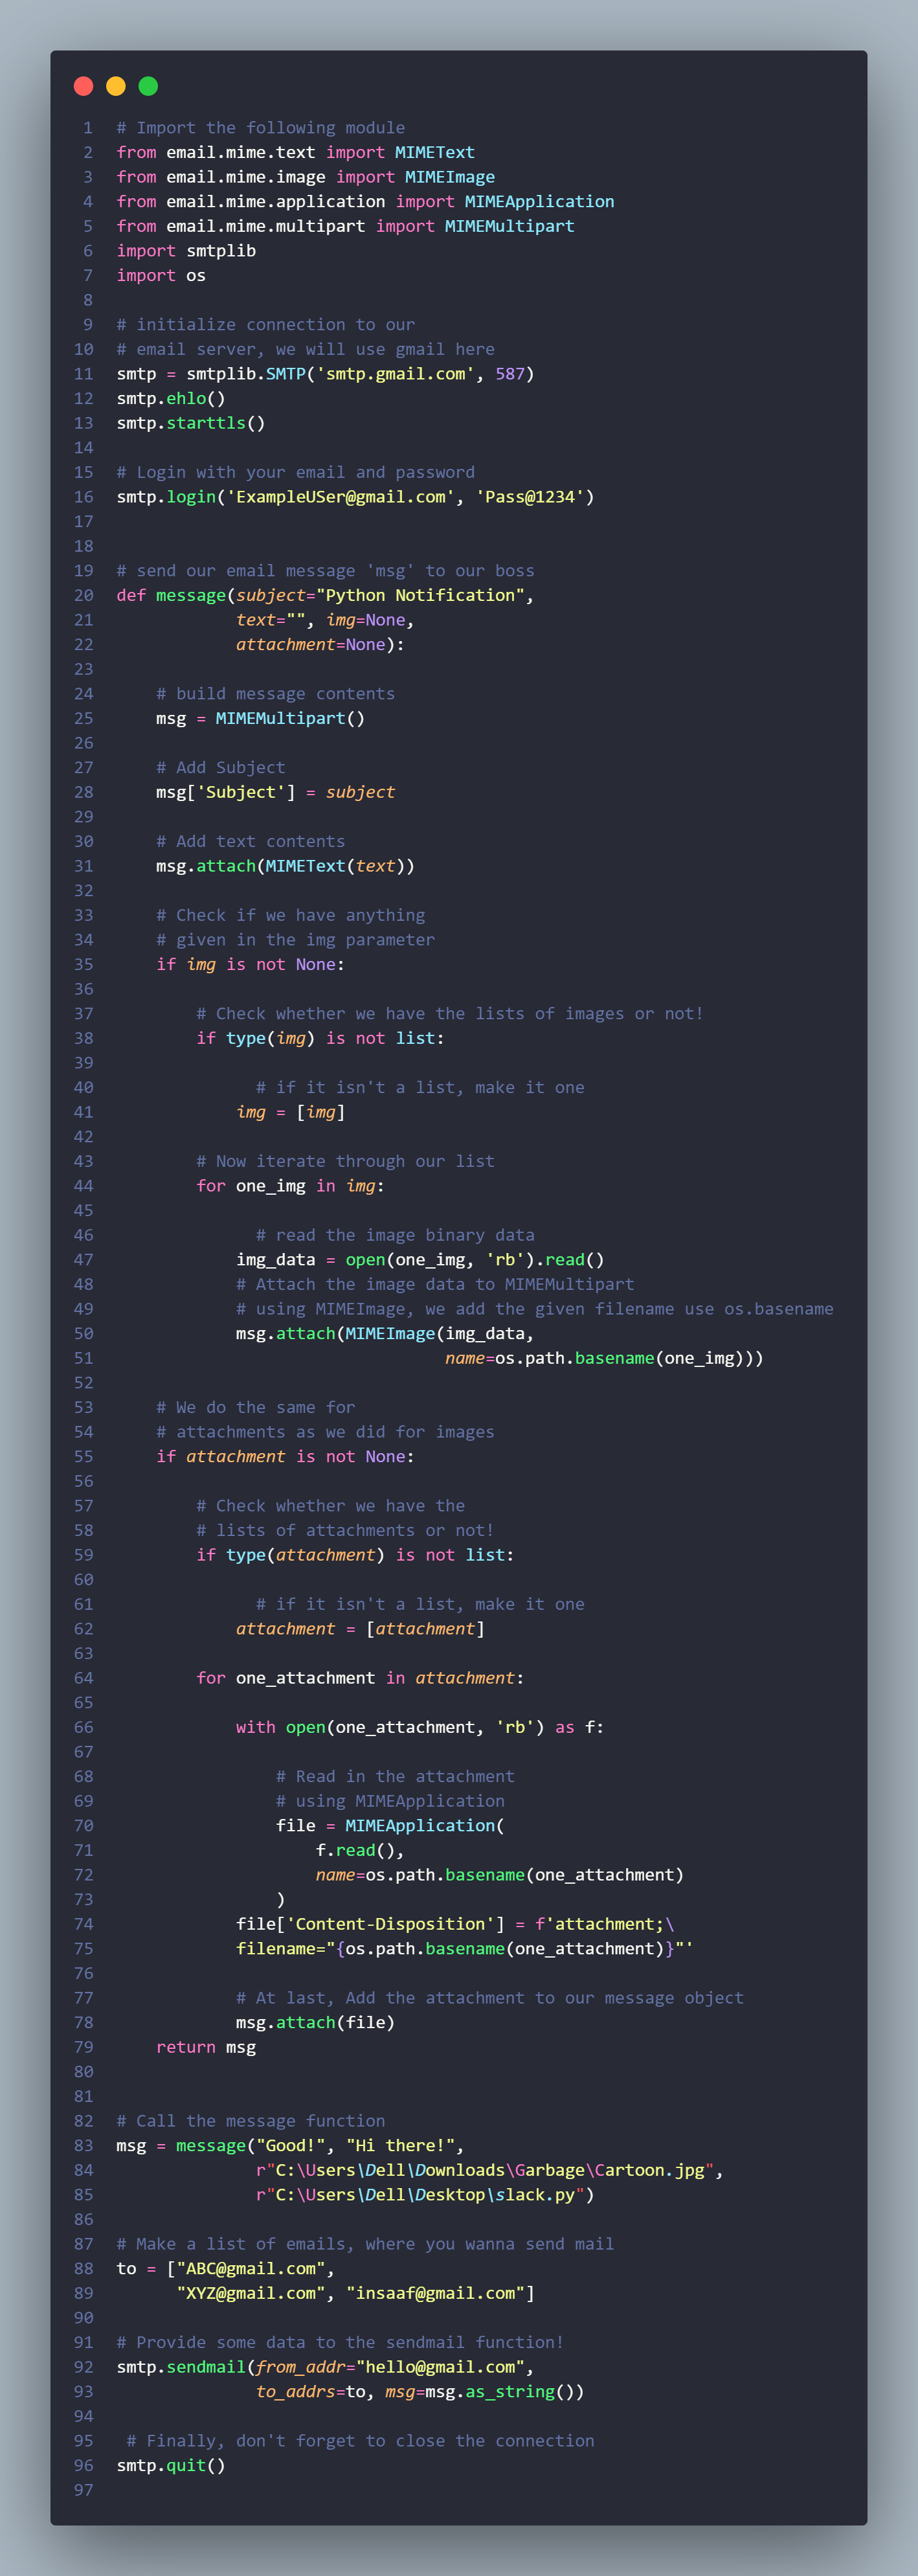 1 # Import the following module
2 from email.mime.text import MIMEText
3 from email.mime.image import MIMEImage
4 from email.mime.application import MIMEApplication
5 from email.mime.multipart import MIMEMultipart
6 import smtplib
7 import os
8
9 # initialize connection to our
10 # email server, we will use gmail here
11 smtp = smtplib.SMTP('smtp.gmail.com', 587)
12 smtp.ehlo()
13 smtp.starttls()
14
15 # Login with your email and password
16 smtp.login('ExampleUSer@gmail.com', 'Pass@1234')
17
18
19 # send our email message 'msg' to our boss
20 def message(subject="Python Notification",
21             text="", img=None,
22             attachment=None):
23
24     # build message contents
25     msg = MIMEMultipart()
26
27     # Add Subject
28     msg['Subject'] = subject
29
30     # Add text contents
31     msg.attach(MIMEText(text))
32
33     # Check if we have anything
34     # given in the img parameter
35     if img is not None:
36
37         # Check whether we have the lists of images or not!
38         if type(img) is not list:
39
40               # if it isn't a list, make it one
41             img = [img]
42
43         # Now iterate through our list
44         for one_img in img:
45
46               # read the image binary data
47             img_data = open(one_img, 'rb').read()
48             # Attach the image data to MIMEMultipart
49             # using MIMEImage, we add the given filename use os.basename
50             msg.attach(MIMEImage(img_data,
51                                  name=os.path.basename(one_img)))
52
53     # We do the same for
54     # attachments as we did for images
55     if attachment is not None:
56
57         # Check whether we have the
58         # lists of attachments or not!
59         if type(attachment) is not list:
60
61               # if it isn't a list, make it one
62             attachment = [attachment]
63
64         for one_attachment in attachment:
65
66             with open(one_attachment, 'rb') as f:
67
68                 # Read in the attachment
69                 # using MIMEApplication
70                 file = MIMEApplication(
71                     f.read(),
72                     name=os.path.basename(one_attachment)
73                 )
74             file['Content-Disposition'] = f'attachment;\
75             filename="{os.path.basename(one_attachment)}"'
76
77             # At last, Add the attachment to our message object
78             msg.attach(file)
79     return msg
80
81
82 # Call the message function
83 msg = message("Good!", "Hi there!",
84               r"C:\Users\Dell\Downloads\Garbage\Cartoon.jpg",
85               r"C:\Users\Dell\Desktop\slack.py")
86
87 # Make a list of emails, where you wanna send mail
88 to = ["ABC@gmail.com",
89       "XYZ@gmail.com", "insaaf@gmail.com"]
90
91 # Provide some data to the sendmail function!
92 smtp.sendmail(from_addr="hello@gmail.com",
93               to_addrs=to, msg=msg.as_string())
94
95  # Finally, don't forget to close the connection
96 smtp.quit()
97